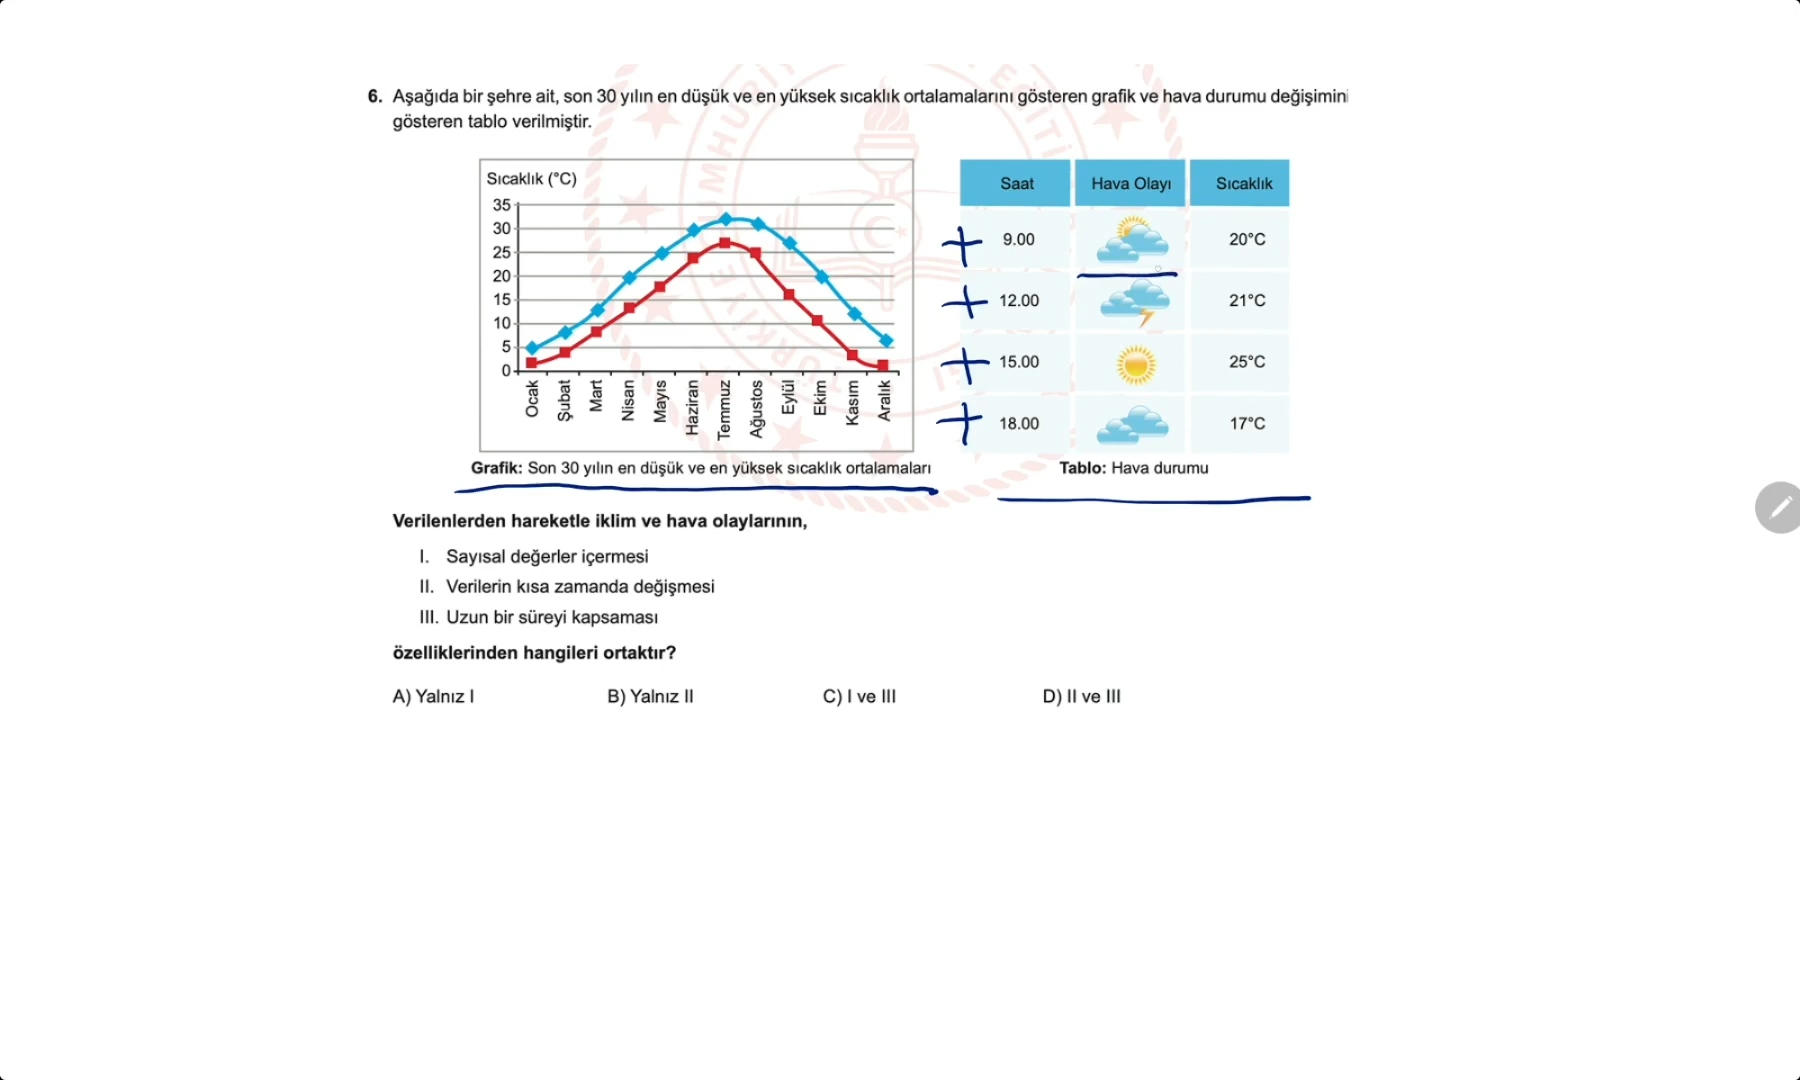 6. Aşağıda bir şehre ait, son 30 yılın en düşük ve en yüksek sıcaklık ortalamalarını gösteren grafik ve hava durumu değişimini
gösteren tablo verilmiştir.
Sıcaklık (°C)
35
30
25
20
15
10
5
0
Ocak
Şubat
Mart
Nisan
Mayıs
Haziran
Temmuz
Ağustos
Eylül
Ekim
Kasım
Aralık
Grafik: Son 30 yılın en düşük ve en yüksek sıcaklık ortalamaları
Saat Hava Olayı Sıcaklık
9.00 20°C
12.00 21°C
15.00 25°C
18.00 17°C
Tablo: Hava durumu
Verilenlerden hareketle iklim ve hava olaylarının,
I. Sayısal değerler içermesi
II. Verilerin kısa zamanda değişmesi
III. Uzun bir süreyi kapsaması
özelliklerinden hangileri ortaktır?
A) Yalnız I B) Yalnız II C) I ve III D) II ve III